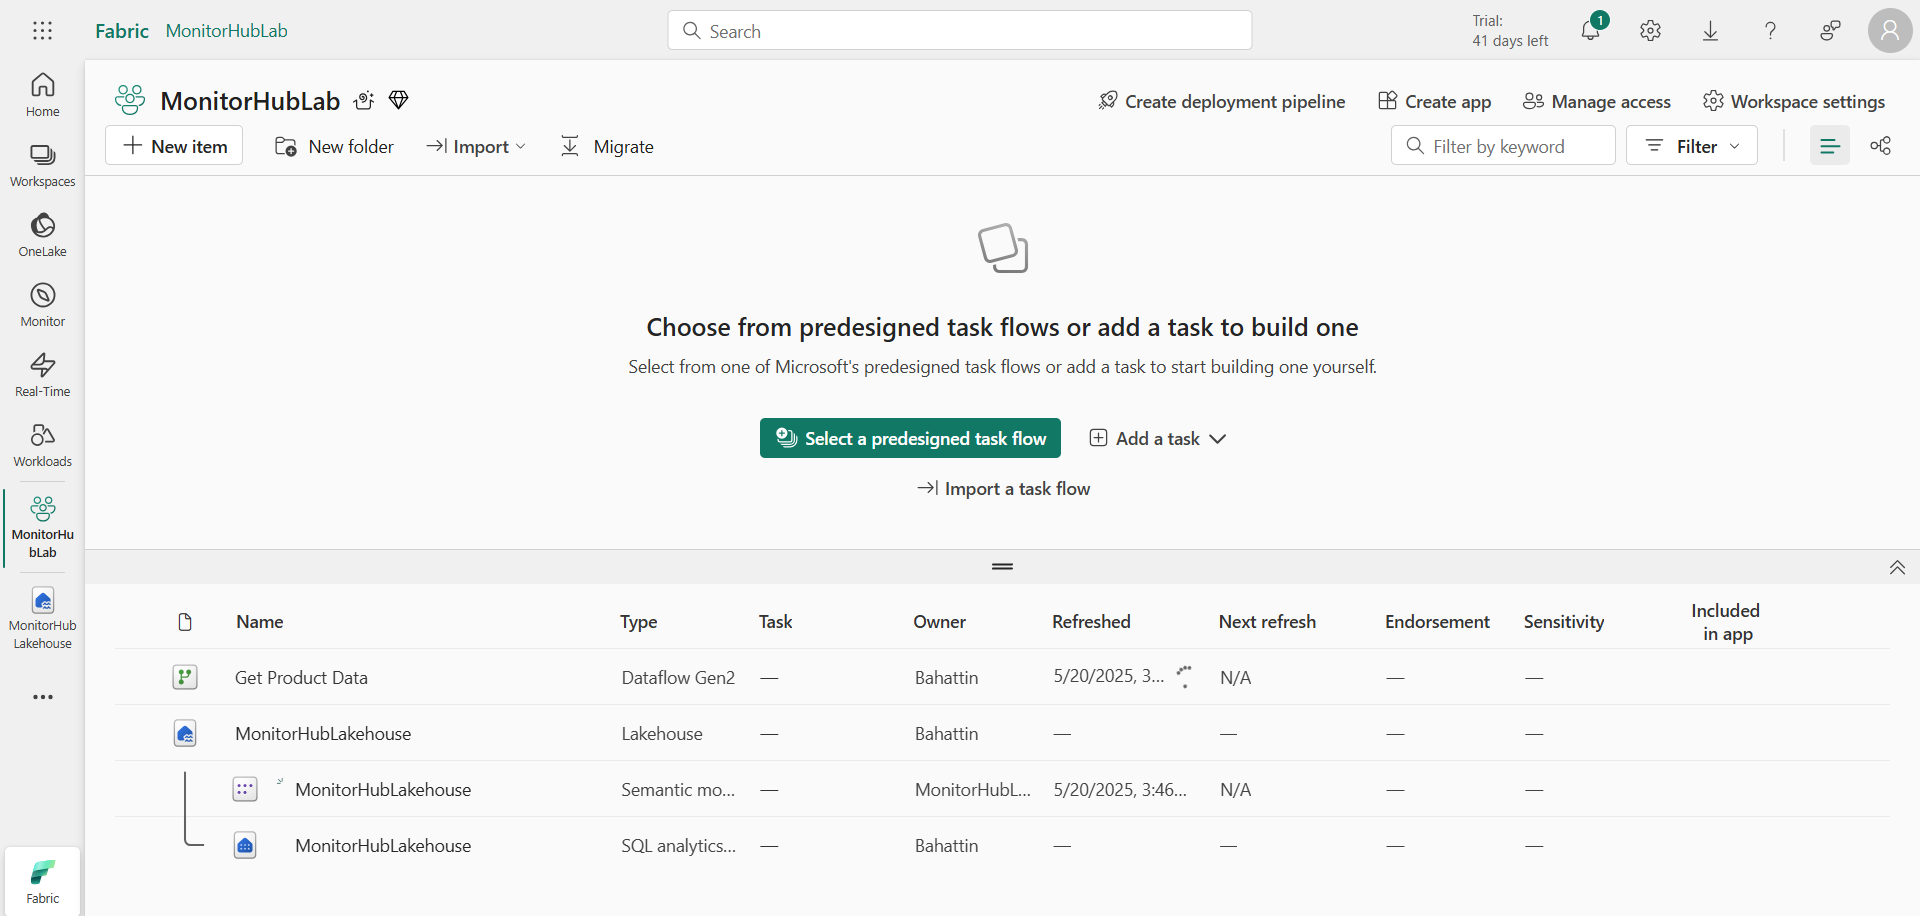 Fabric MonitorHubLab
Search
Trial:
41 days left
1
Home
Workspaces
OneLake
Monitor
Real-Time
Workloads
MonitorHu
bLab
MonitorHub
Lakehouse
Fabric
MonitorHubLab
Create deployment pipeline Create app Manage access Workspace settings
New item New folder Import Migrate
Filter by keyword Filter
Choose from predesigned task flows or add a task to build one
Select from one of Microsoft's predesigned task flows or add a task to start building one yourself.
Select a predesigned task flow Add a task
Import a task flow
Name Type Task Owner Refreshed Next refresh Endorsement Sensitivity Included
in app
Get Product Data Dataflow Gen2 — Bahattin 5/20/2025, 3... N/A — —
MonitorHubLakehouse Lakehouse — Bahattin — — — —
MonitorHubLakehouse Semantic mo... — MonitorHubL... 5/20/2025, 3:46... N/A — —
MonitorHubLakehouse SQL analytics... — Bahattin — — — —